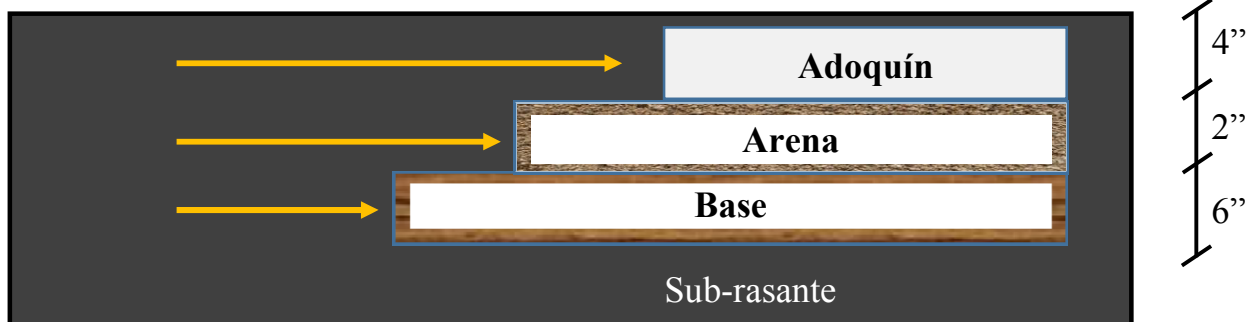 Adoquín
4”
Arena
2”
Base
6”
Sub-rasante